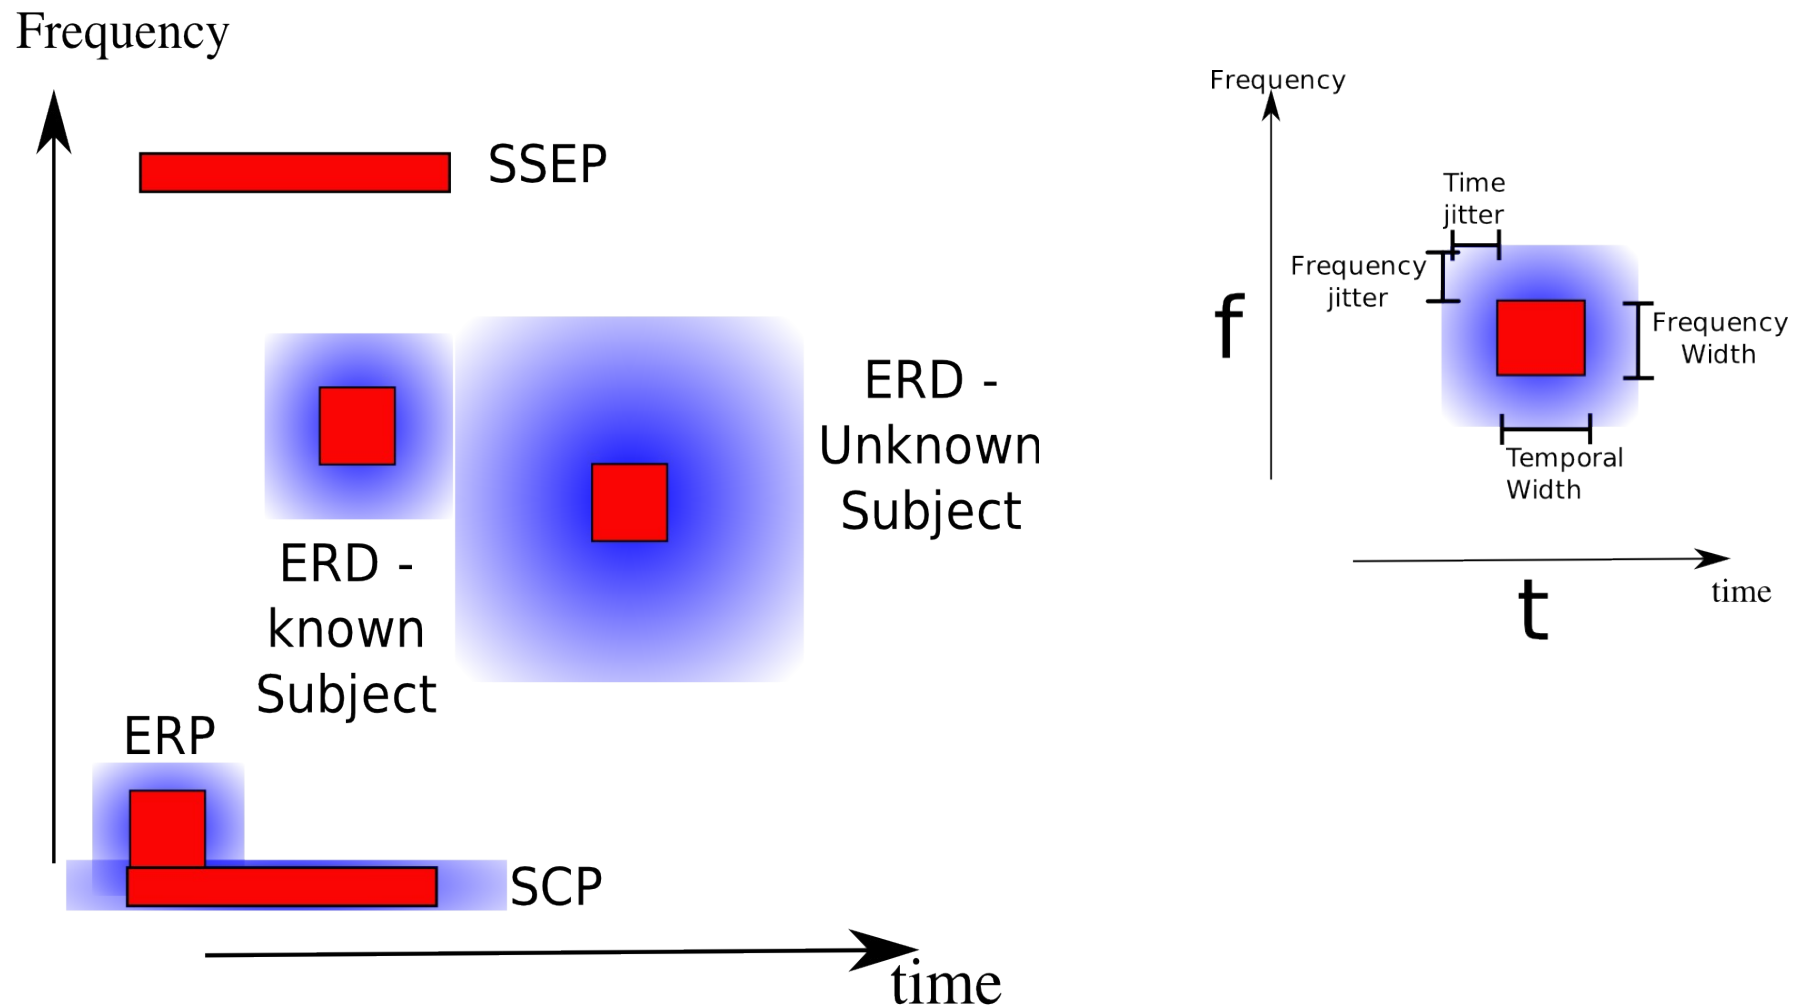 Frequency
SSEP
ERD -
Unknown
Subject
ERD -
known
Subject
ERP
SCP
time
Frequency
Time
jitter
Frequency
jitter
f
Frequency
Width
Temporal
Width
time
t